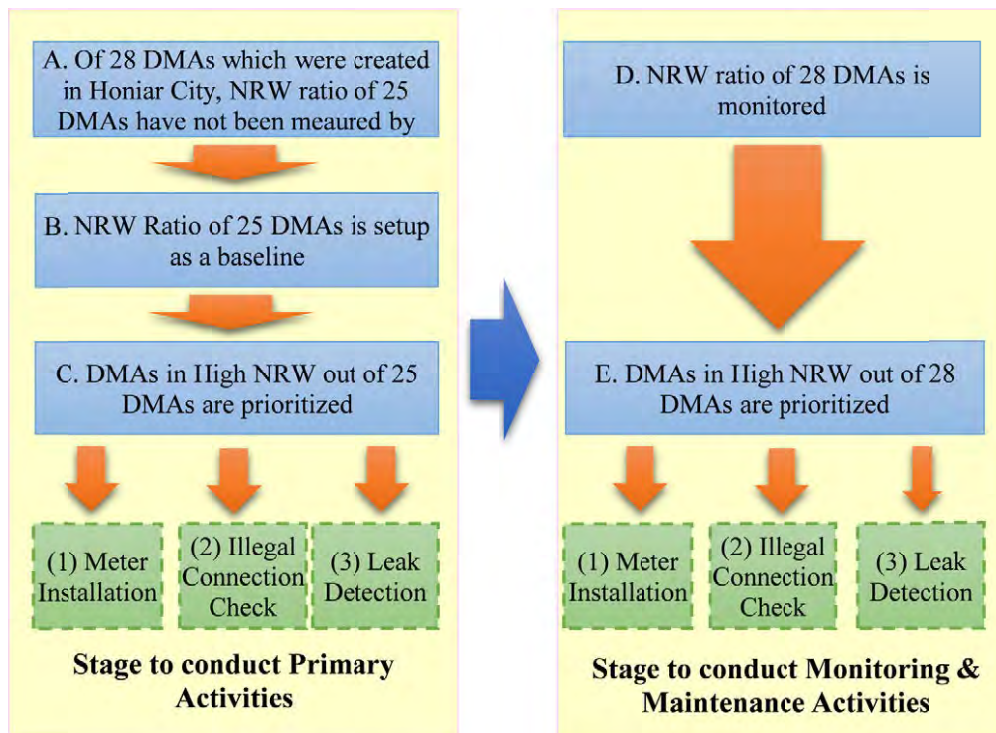 A. Of 28 DMAs which were created
in Honiar City, NRW ratio of 25
DMAs have not been meaured by
B. NRW Ratio of 25 DMAs is setup
as a baseline
C. DMAs in High NRW out of 25
DMAs are prioritized
(1) Meter
Installation
(2) Illegal
Connection
Check
(3) Leak
Detection
Stage to conduct Primary
Activities
D. NRW ratio of 28 DMAs is
monitored
E. DMAs in High NRW out of 28
DMAs are prioritized
(1) Meter
Installation
(2) Illegal
Connection
Check
(3) Leak
Detection
Stage to conduct Monitoring &
Maintenance Activities